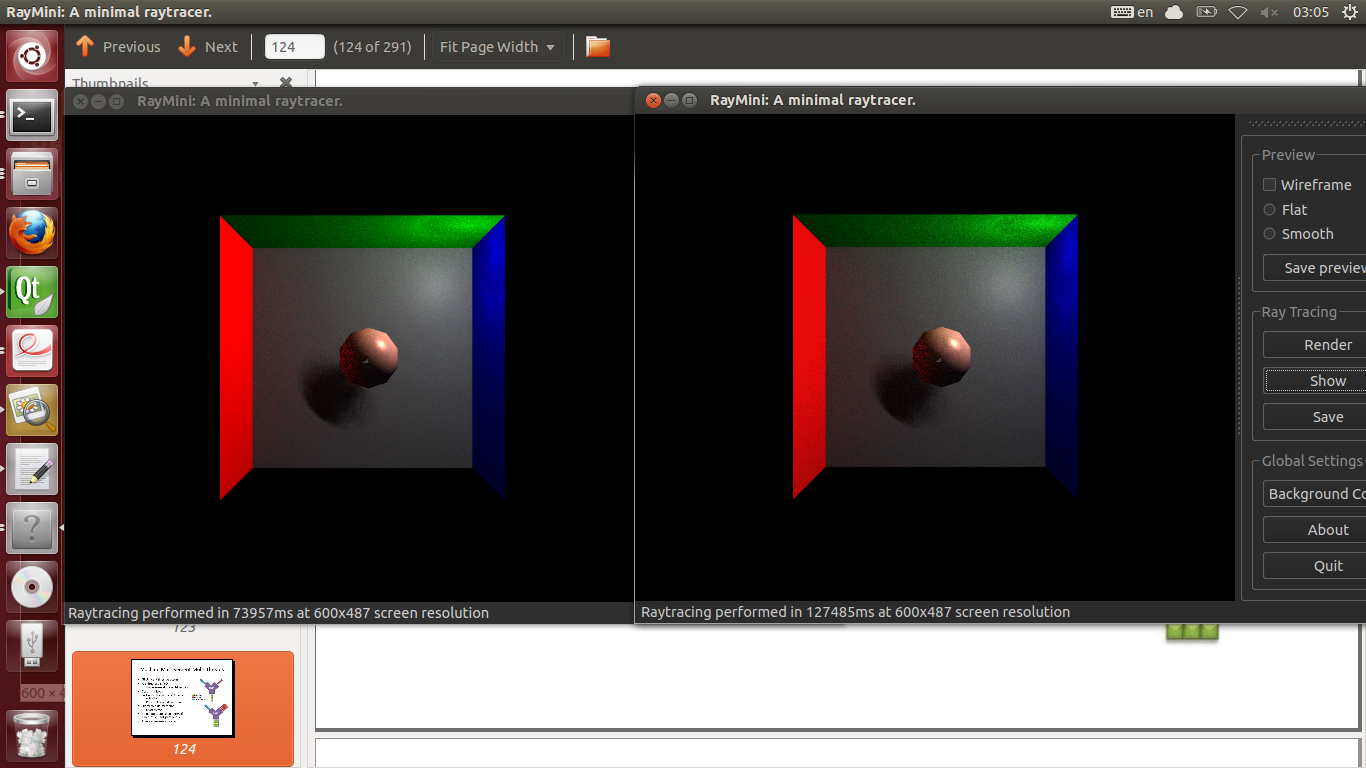 RayMini: A minimal raytracer.
en
03:05
Previous
Next
124
(124 of 291)
Fit Page Width
Thumbnails
RayMini: A minimal raytracer.
RayMini: A minimal raytracer.
Preview
Wireframe
Flat
Smooth
Save preview
Ray Tracing
Render
Show
Save
Global Settings
Background Co
About
Quit
Qt
Raytracing performed in 73957ms at 600x487 screen resolution
Raytracing performed in 127485ms at 600x487 screen resolution
123
600 × 4
124